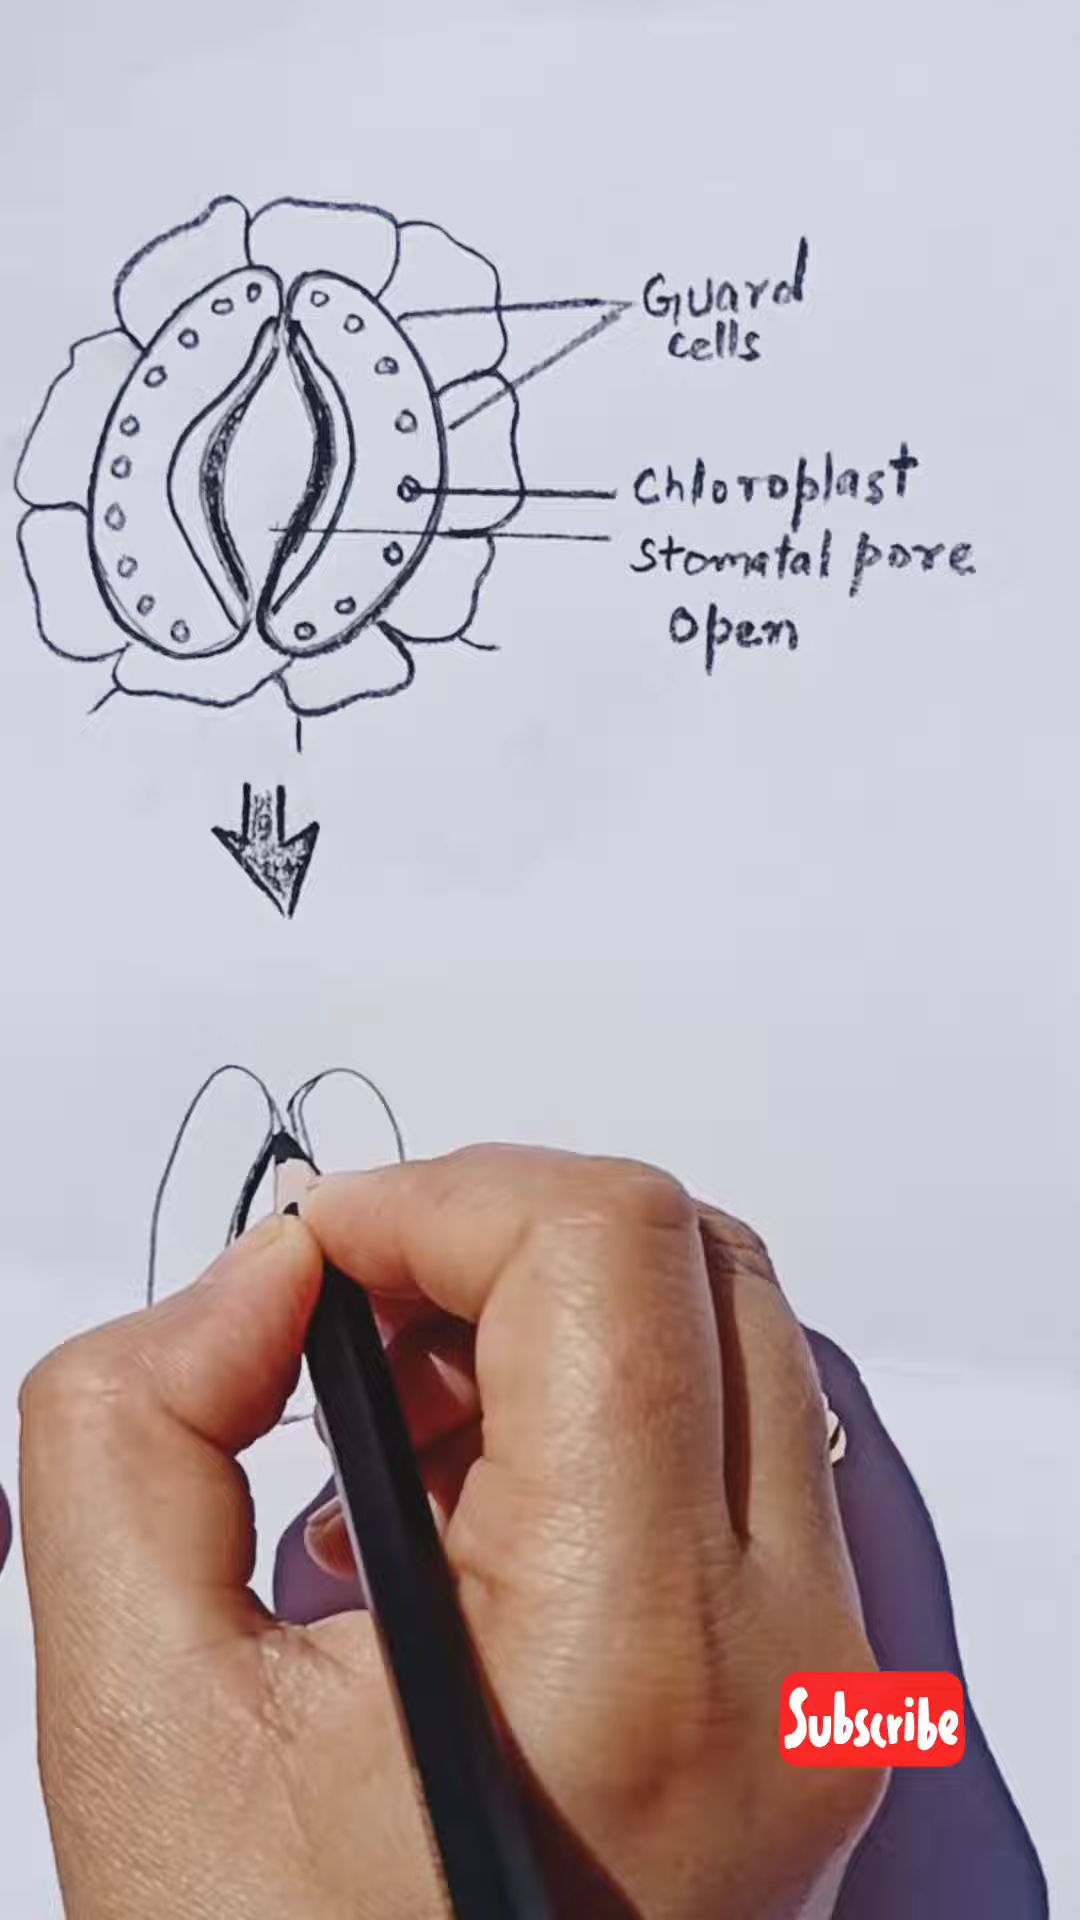 Guard
cells
Chloroplast
Stomatal pore
Open
Subscribe